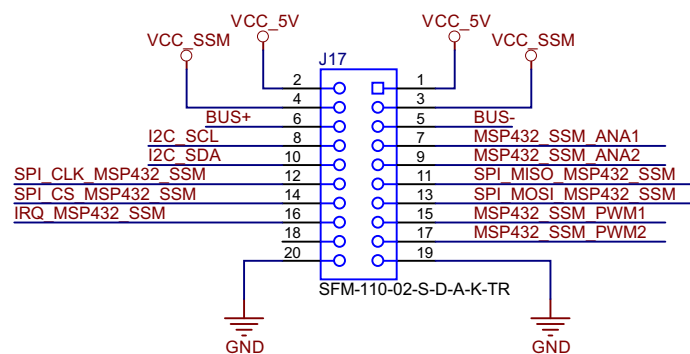 VCC_5V VCC_5V
VCC_SSM VCC_SSM
J17
2 1
4 3
BUS+ 6 5 BUS-
I2C_SCL 8 7 MSP432_SSM_ANA1
I2C_SDA 10 9 MSP432_SSM_ANA2
SPI_CLK_MSP432_SSM 12 11 SPI_MISO_MSP432_SSM
SPI_CS_MSP432_SSM 14 13 SPI_MOSI_MSP432_SSM
IRQ_MSP432_SSM 16 15 MSP432_SSM_PWM1
18 17 MSP432_SSM_PWM2
20 19
SFM-110-02-S-D-A-K-TR
GND GND